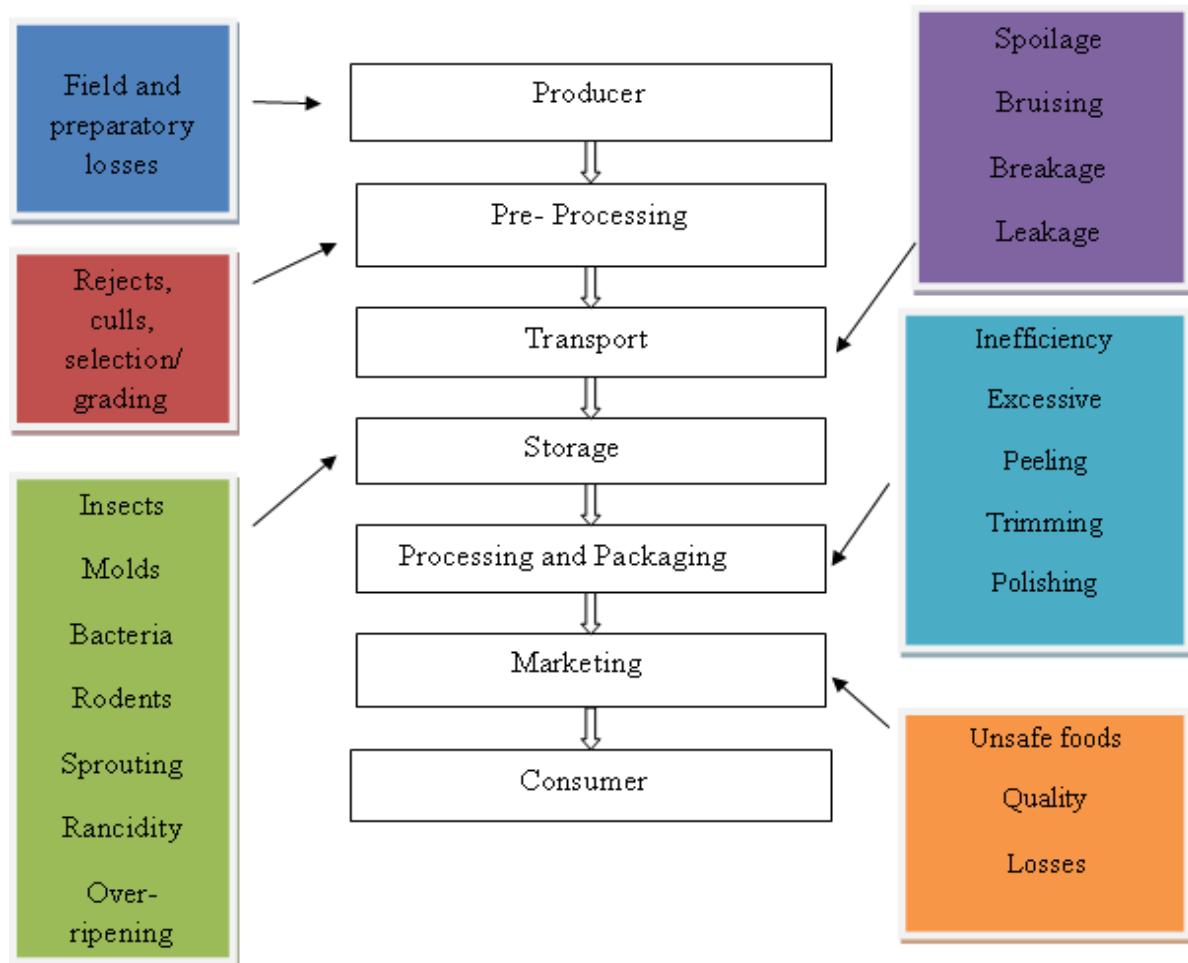 Field and
preparatory
losses
Rejects,
culls,
selection/
grading
Insects
Molds
Bacteria
Rodents
Sprouting
Rancidity
Over-
ripening
Producer
Pre- Processing
Transport
Storage
Processing and Packaging
Marketing
Consumer
Spoilage
Bruising
Breakage
Leakage
Inefficiency
Excessive
Peeling
Trimming
Polishing
Unsafe foods
Quality
Losses